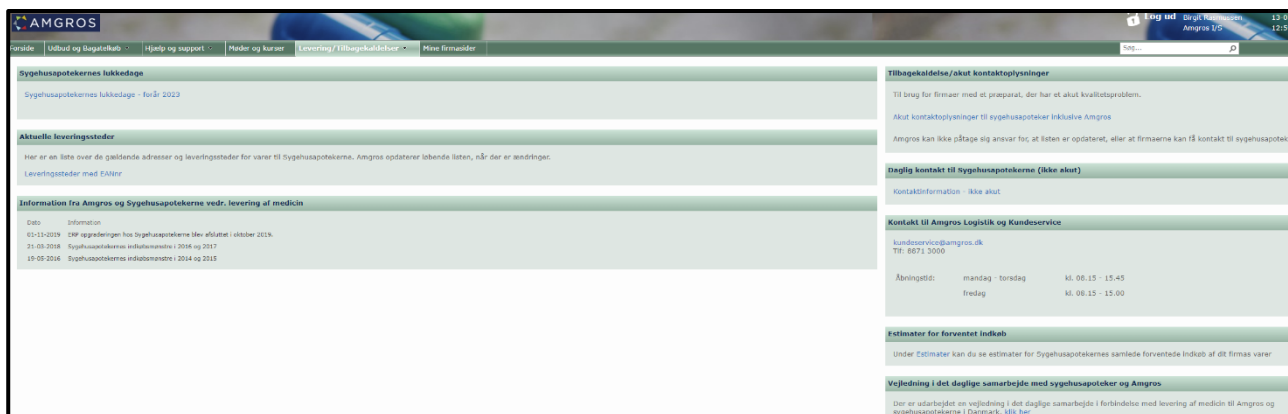 AMGROS
Log ud Birgit Rasmussen
Amgros I/S
Forside Udbud og Bagatelkøb Hjælp og support Møder og kurser Levering/Tilbagekaldelser Mine firmasider
Søg...
Sygehusapotekernes lukkedage
Sygehusapotekernes lukkedage - forår 2023
Aktuelle leveringssteder
Her er en liste over de gældende adresser og leveringssteder for varer til Sygehusapotekerne. Amgros opdaterer løbende listen, når der er ændringer.
Leveringssteder med EANnr
Information fra Amgros og Sygehusapotekerne vedr. levering af medicin
Dato Information
01-11-2019 ERP opgraderingen hos Sygehusapotekerne blev afsluttet i oktober 2019.
21-03-2018 Sygehusapotekernes indkøbsmønstre i 2016 og 2017
19-05-2016 Sygehusapotekernes indkøbsmønstre i 2014 og 2015
Tilbagekaldelse/akut kontaktoplysninger
Til brug for firmaer med et præparat, der har et akut kvalitetsproblem.
Akut kontaktoplysninger til sygehusapoteker inklusive Amgros
Amgros kan ikke påtage sig ansvar for, at listen er opdateret, eller at firmaerne kan få kontakt til sygehusapotek
Daglig kontakt til Sygehusapotekerne (ikke akut)
Kontaktinformation - ikke akut
Kontakt til Amgros Logistik og Kundeservice
kundeservice@amgros.dk
Tlf: 8871 3000
Åbningstid: mandag - torsdag kl. 08.15 - 15.45
fredag kl. 08.15 - 15.00
Estimater for forventet indkøb
Under Estimater kan du se estimater for Sygehusapotekernes samlede forventede indkøb af dit firmas varer
Vejledning i det daglige samarbejde med sygehusapoteker og Amgros
Der er udarbejdet en vejledning i det daglige samarbejde i forbindelse med levering af medicin til Amgros og
sygehusapotekerne i Danmark, klik her